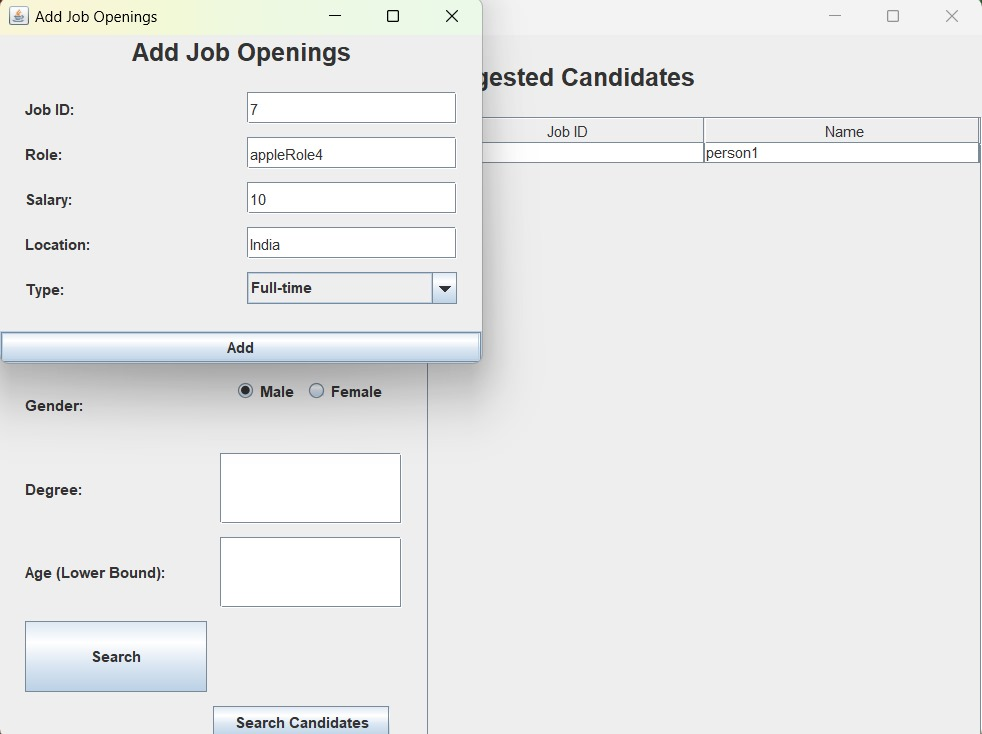 Add Job Openings
Add Job Openings
Job ID: 7
Role: appleRole4
Salary: 10
Location: India
Type: Full-time
Add
gested Candidates
Job ID Name
person1
Gender: Male Female
Degree:
Age (Lower Bound):
Search
Search Candidates